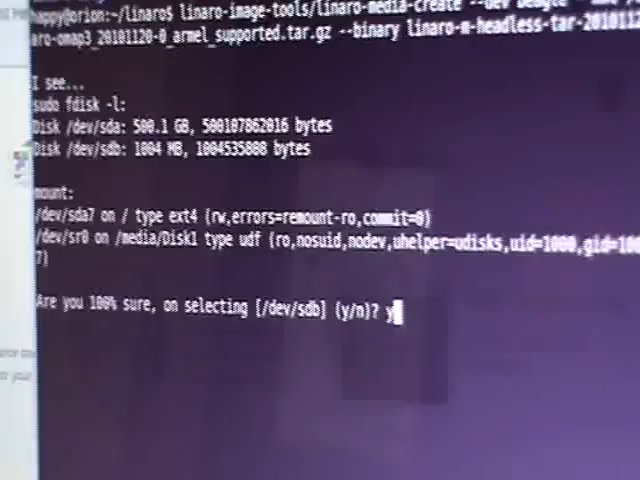 happy@orion:~/linaro$ linaro-image-tools/linaro-media-create --dev beagle
aro-omap3_20101120-0_armel_supported.tar.gz --binary linaro-m-headless-tar-2010112
I see...
sudo fdisk -l:
Disk /dev/sda: 500.1 GB, 500107862016 bytes
Disk /dev/sdb: 1004 MB, 1004535808 bytes
mount:
/dev/sda7 on / type ext4 (rw,errors=remount-ro,commit=0)
/dev/sr0 on /media/Disk1 type udf (ro,nosuid,nodev,uhelper=udisks,uid=1000,gid=100
7)
Are you 100% sure, on selecting [/dev/sdb] (y/n)? y